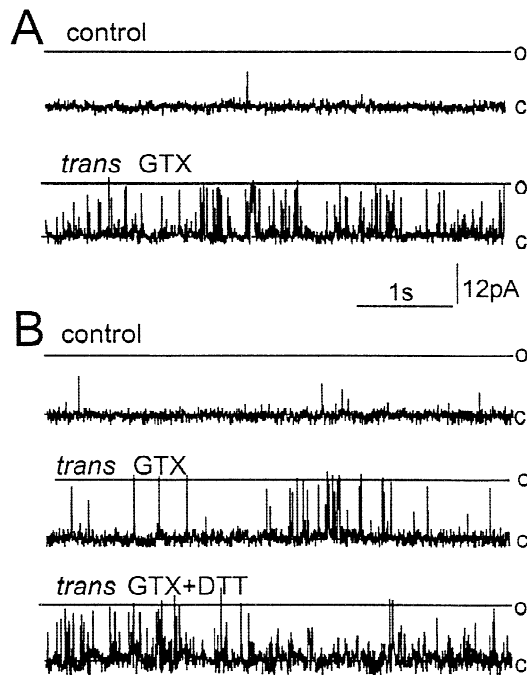 A control
o
c
trans GTX
o
c
1s 12pA
B control
o
c
trans GTX
o
c
trans GTX+DTT
o
c